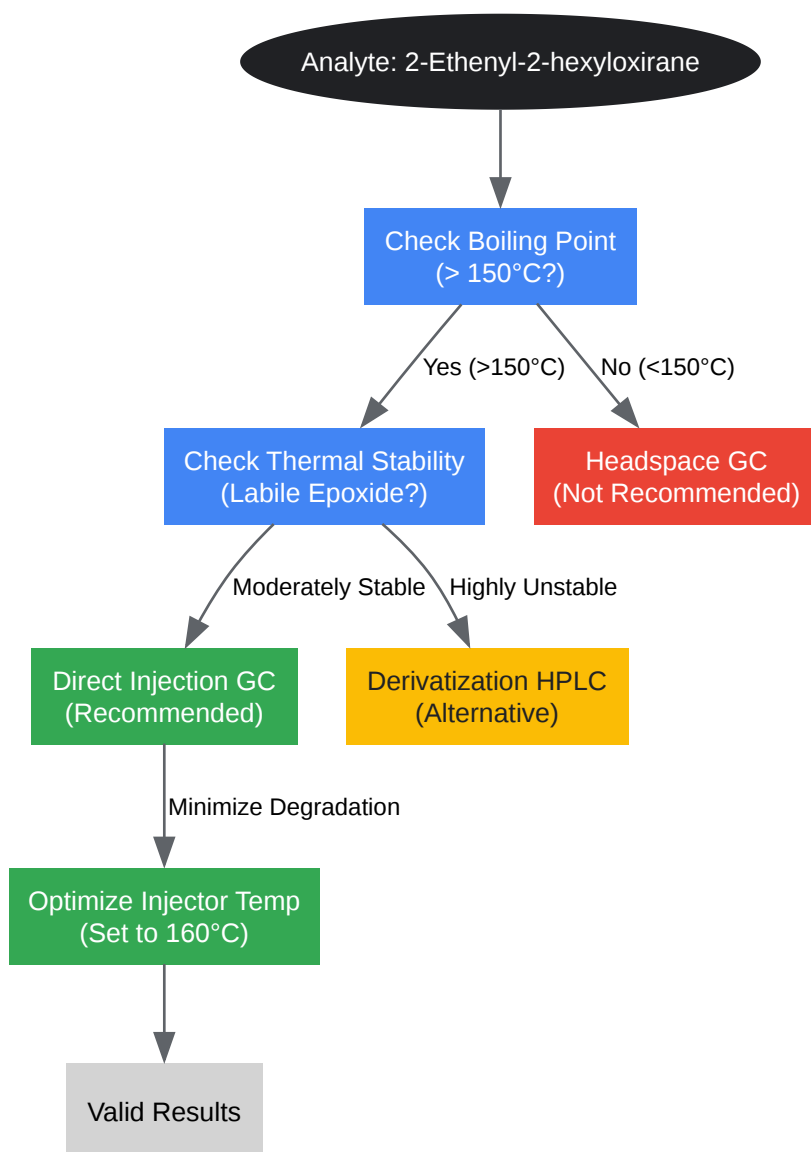 Analyte: 2-Ethenyl-2-hexyloxirane
Check Boiling Point
(> 150°C?)
Yes (>150°C)
No (<150°C)
Check Thermal Stability
(Labile Epoxide?)
Headspace GC
(Not Recommended)
Moderately Stable
Highly Unstable
Direct Injection GC
(Recommended)
Derivatization HPLC
(Alternative)
Minimize Degradation
Optimize Injector Temp
(Set to 160°C)
Valid Results